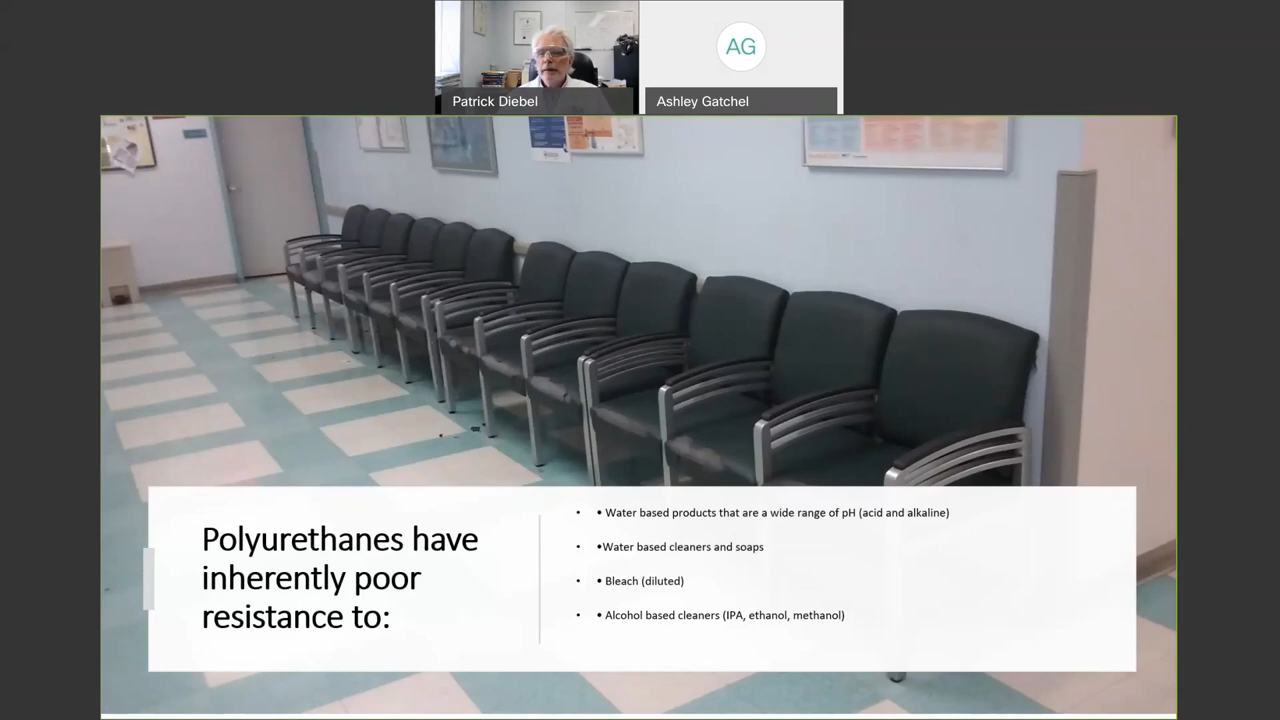 Patrick Diebel
AG
Ashley Gatchel
Polyurethanes have
inherently poor
resistance to:
• • Water based products that are a wide range of pH (acid and alkaline)
• •Water based cleaners and soaps
• • Bleach (diluted)
• • Alcohol based cleaners (IPA, ethanol, methanol)